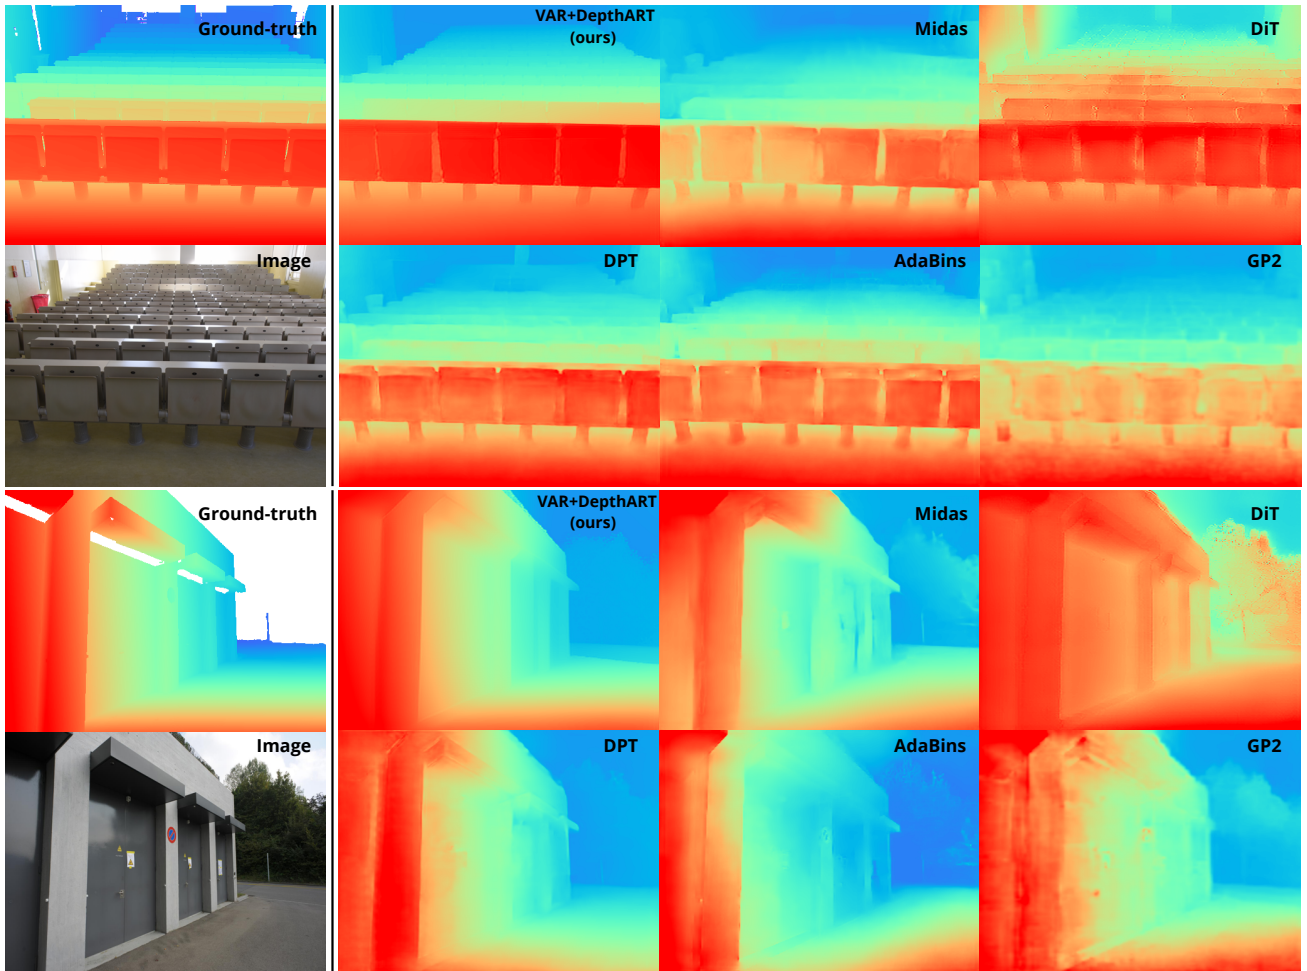 Ground-truth
VAR+DepthART
(ours)
Midas
DiT
Image
DPT
AdaBins
GP2
Ground-truth
VAR+DepthART
(ours)
Midas
DiT
Image
DPT
AdaBins
GP2